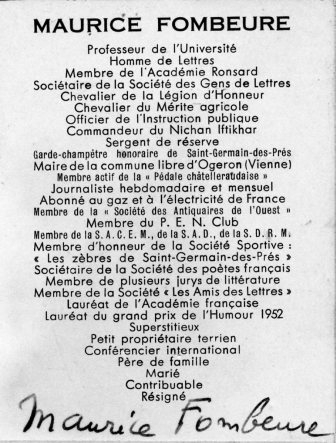 MAURICE FOMBEURE
Professeur de l'Université
Homme de Lettres
Membre de l'Académie Ronsard
Sociétaire de la Société des Gens de Lettres
Chevalier de la Légion d'Honneur
Chevalier du Mérite agricole
Officier de l'Instruction publique
Commandeur du Nichan Iftikhar
Sergent de réserve
Garde-champêtre honoraire de Saint-Germain-des-Prés
Maire de la commune libre d'Ogeron (Vienne)
Membre actif de la « Pédale châtelleraudaise »
Journaliste hebdomadaire et mensuel
Abonné au gaz et à l'électricité de France
Membre de la « Société des Antiquaires de l'Ouest »
Membre du P. E. N. Club
Membre de la S. A. C. E. M., de la S. A. D., de la S. D. R. M.
Membre d'honneur de la Société Sportive :
« Les zèbres de Saint-Germain-des-Prés »
Sociétaire de la Société des poètes français
Membre de plusieurs jurys de littérature
Membre de la Société « Les Amis des Lettres »
Lauréat de l'Académie française
Lauréat du grand prix de l'Humour 1952
Superstitieux
Petit propriétaire terrien
Conférencier international
Père de famille
Marié
Contribuable
Résigné
Maurice Fombeure